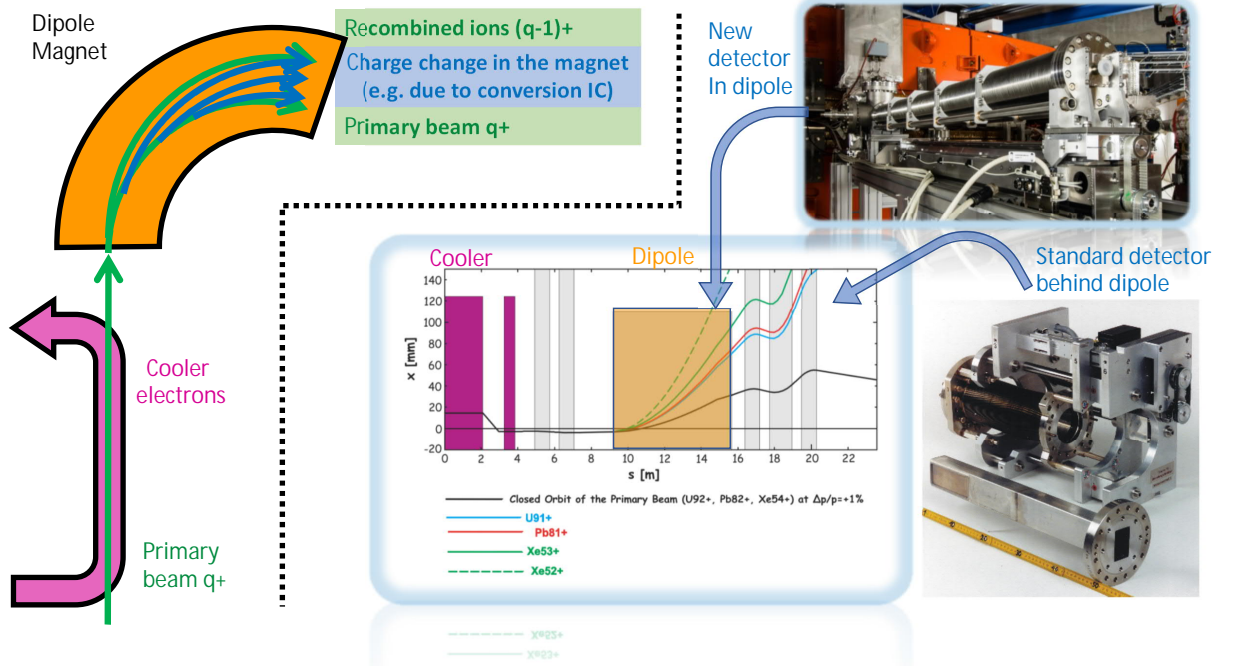 Dipole
Magnet
Recombined ions (q-1)+
Charge change in the magnet
(e.g. due to conversion IC)
Primary beam q+
New
detector
In dipole
Cooler
electrons
Primary
beam q+
Cooler
Dipole
140
120
100
80
60
40
20
0
-20
x [mm]
0 2 4 6 8 10 12 14 16 18 20 22
s [m]
Closed Orbit of the Primary Beam (U92+, Pb82+, Xe54+) at Δp/p=+1%
U91+
Pb81+
Xe53+
Xe52+
Standard detector
behind dipole